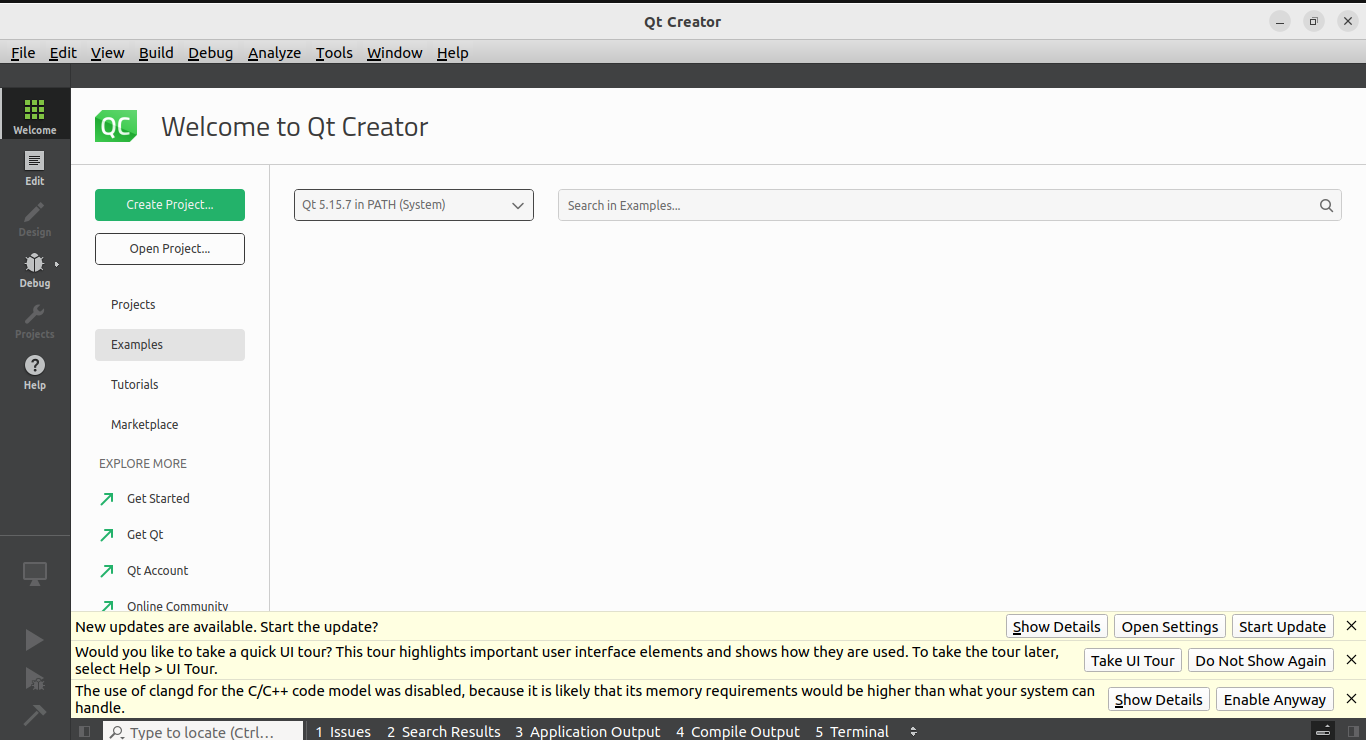 Qt Creator
File Edit View Build Debug Analyze Tools Window Help
Welcome
Edit
Design
Debug
Projects
Help
QC Welcome to Qt Creator
Create Project...
Open Project...
Projects
Examples
Tutorials
Marketplace
EXPLORE MORE
Get Started
Get Qt
Qt Account
Online Community
Qt 5.15.7 in PATH (System)
Search in Examples...
New updates are available. Start the update?
Show Details Open Settings Start Update
Would you like to take a quick UI tour? This tour highlights important user interface elements and shows how they are used. To take the tour later,
select Help > UI Tour.
Take UI Tour Do Not Show Again
The use of clangd for the C/C++ code model was disabled, because it is likely that its memory requirements would be higher than what your system can
handle.
Show Details Enable Anyway
Type to locate (Ctrl... 1 Issues 2 Search Results 3 Application Output 4 Compile Output 5 Terminal